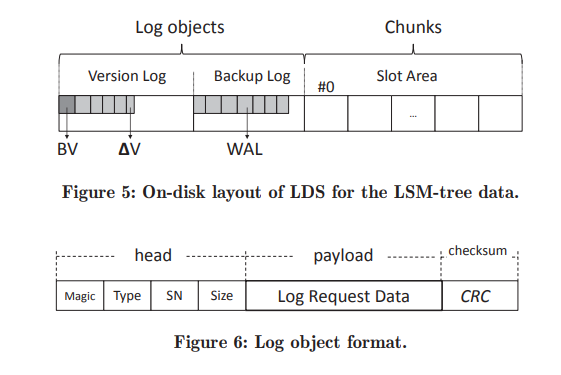 Log objects
Chunks
Version Log
Backup Log
#0
Slot Area
...
BV
ΔV
WAL
Figure 5: On-disk layout of LDS for the LSM-tree data.
head
payload
checksum
Magic
Type
SN
Size
Log Request Data
CRC
Figure 6: Log object format.